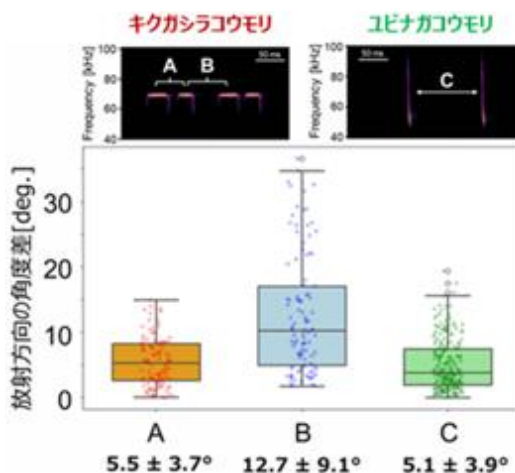 キクガシラコウモリ
ユビナガコウモリ
Frequency [kHz]
100
80
60
40
A
B
50 ms
Frequency [kHz]
100
80
60
40
C
50 ms
放射方向の角度差[deg.]
30
20
10
0
A
B
C
5.5 ± 3.7°
12.7 ± 9.1°
5.1 ± 3.9°